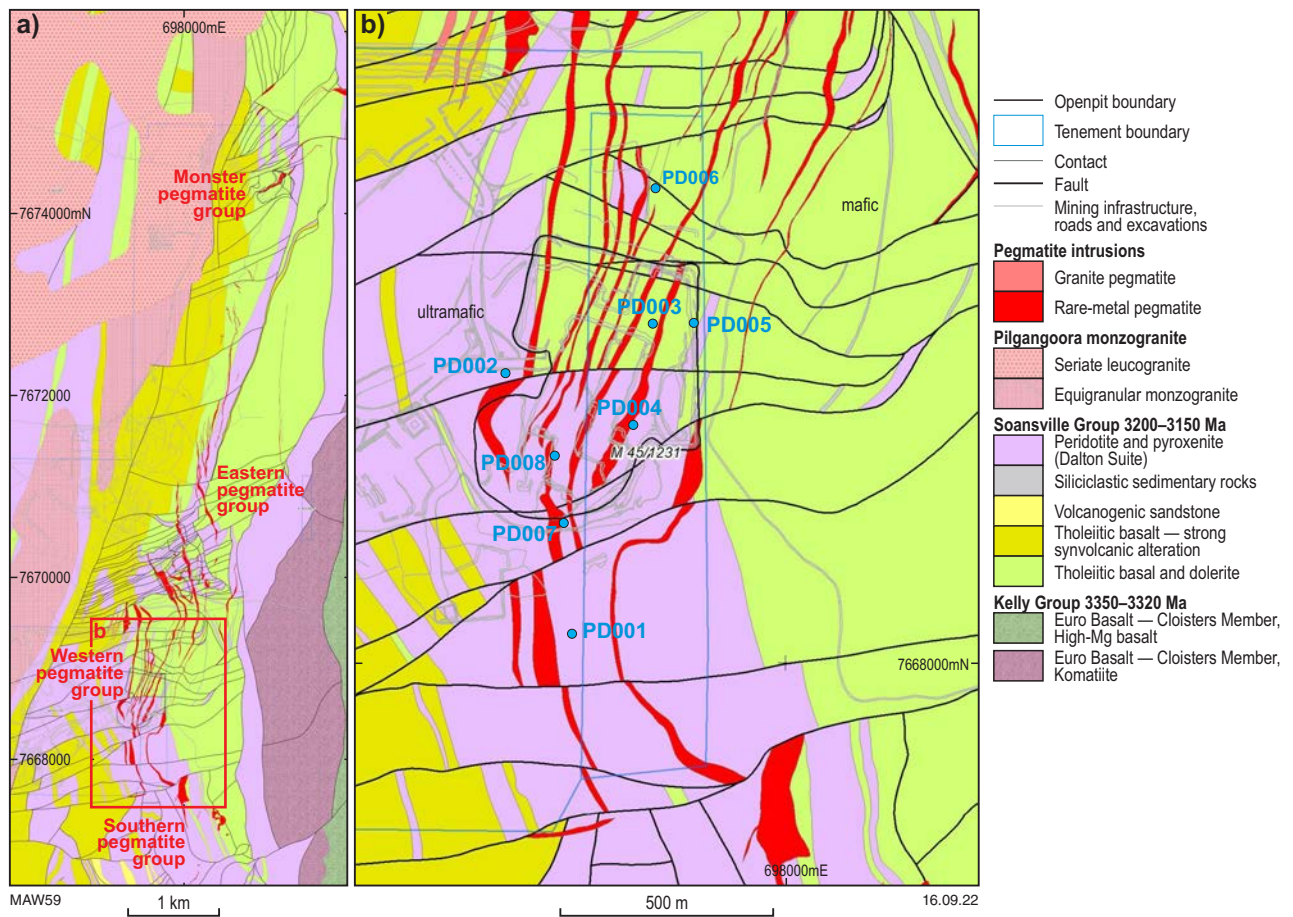 a)
698000mE
Monster
pegmatite
group
7674000mN
7672000
Eastern
pegmatite
group
7670000
b
Western
pegmatite
group
7668000
Southern
pegmatite
group
MAW59
1 km
b)
PD006
mafic
ultramafic
PD003
PD005
PD002
PD004
M 45/1231
PD008
PD007
PD001
7668000mN
698000mE
500 m
16.09.22
Openpit boundary
Tenement boundary
Contact
Fault
Mining infrastructure,
roads and excavations
Pegmatite intrusions
Granite pegmatite
Rare-metal pegmatite
Pilgangoora monzogranite
Seriate leucogranite
Equigranular monzogranite
Soansville Group 3200–3150 Ma
Peridotite and pyroxenite
(Dalton Suite)
Siliciclastic sedimentary rocks
Volcanogenic sandstone
Tholeiitic basalt — strong
synvolcanic alteration
Tholeiitic basal and dolerite
Kelly Group 3350–3320 Ma
Euro Basalt — Cloisters Member,
High-Mg basalt
Euro Basalt — Cloisters Member,
Komatiite